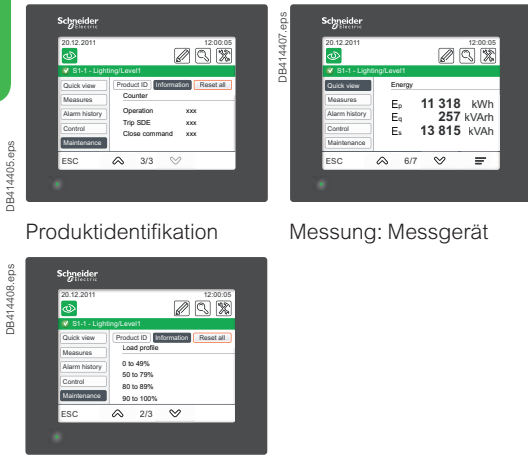 Schneider
Electric
20.12.2011 12:00:05
S1-1 - Lighting/Level1
Quick view
Measures
Alarm history
Control
Maintenance
Product ID Information Reset all
Counter
Operation xxx
Trip SDE xxx
Close command xxx
ESC 3/3
DB414405.eps
Produktidentifikation
Schneider
Electric
20.12.2011 12:00:05
S1-1 - Lighting/Level1
Quick view
Measures
Alarm history
Control
Maintenance
Energy
Ep 11 318 kWh
Eq 257 kVArh
Es 13 815 kVAh
ESC 6/7
DB414407.eps
Messung: Messgerät
Schneider
Electric
20.12.2011 12:00:05
S1-1 - Lighting/Level1
Quick view
Measures
Alarm history
Control
Maintenance
Product ID Information Reset all
Load profile
0 to 49%
50 to 79%
80 to 89%
90 to 100%
ESC 2/3
DB414408.eps